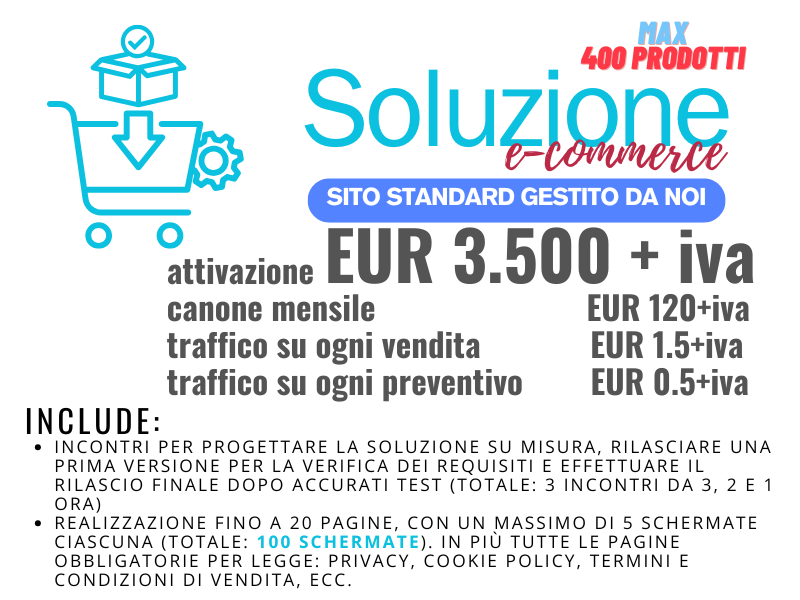 MAX
400 PRODOTTI
Soluzione
e-commerce
SITO STANDARD GESTITO DA NOI
attivazione EUR 3.500 + iva
canone mensile EUR 120+iva
traffico su ogni vendita EUR 1.5+iva
traffico su ogni preventivo EUR 0.5+iva
INCLUDE:
• INCONTRI PER PROGETTARE LA SOLUZIONE SU MISURA, RILASCIARE UNA
PRIMA VERSIONE PER LA VERIFICA DEI REQUISITI E EFFETTUARE IL
RILASCIO FINALE DOPO ACCURATI TEST (TOTALE: 3 INCONTRI DA 3, 2 E 1
ORA)
• REALIZZAZIONE FINO A 20 PAGINE, CON UN MASSIMO DI 5 SCHERMATE
CIASCUNA (TOTALE: 100 SCHERMATE). IN PIÙ TUTTE LE PAGINE
OBBLIGATORIE PER LEGGE: PRIVACY, COOKIE POLICY, TERMINI E
CONDIZIONI DI VENDITA, ECC.